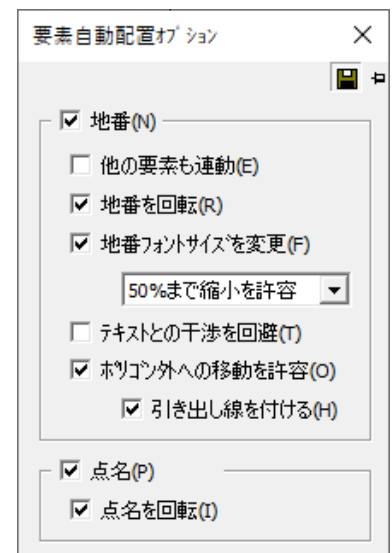 要素自動配置ｵﾌﾟｼｮﾝ
地番(N)
他の要素も連動(E)
地番を回転(R)
地番ﾌｫﾝﾄｻｲｽﾞを変更(F)
50%まで縮小を許容
ﾃｷｽﾄとの干渉を回避(T)
ﾎﾟﾘｺﾞﾝ外への移動を許容(O)
引き出し線を付ける(H)
点名(P)
点名を回転(I)